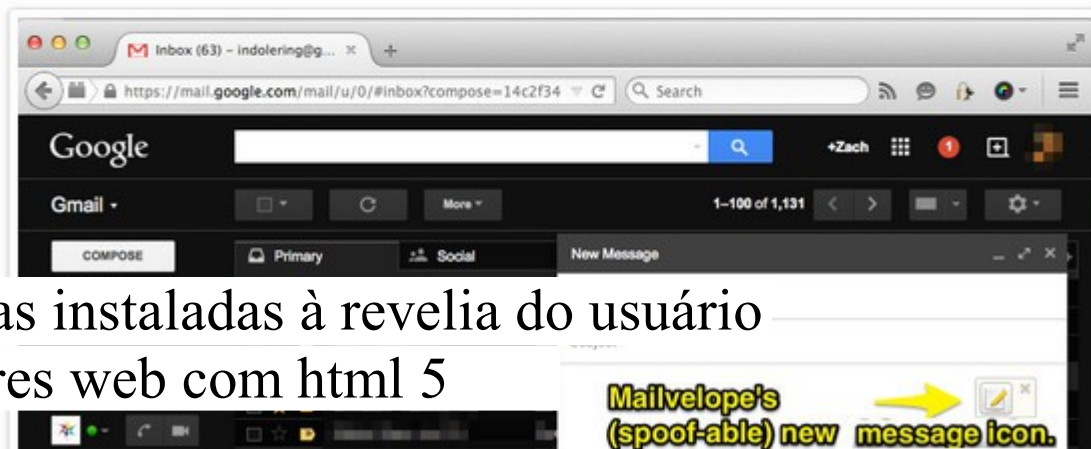 Inbox (63) – indolering@g... × +
https://mail.google.com/mail/u/0/#inbox?compose=14c2f34 Search
Google +Zach 1
Gmail More 1–100 of 1,131
COMPOSE Primary Social New Message
as instaladas à revelia do usuário
res web com html 5
Mailvelope's
(spoof-able) new message icon.